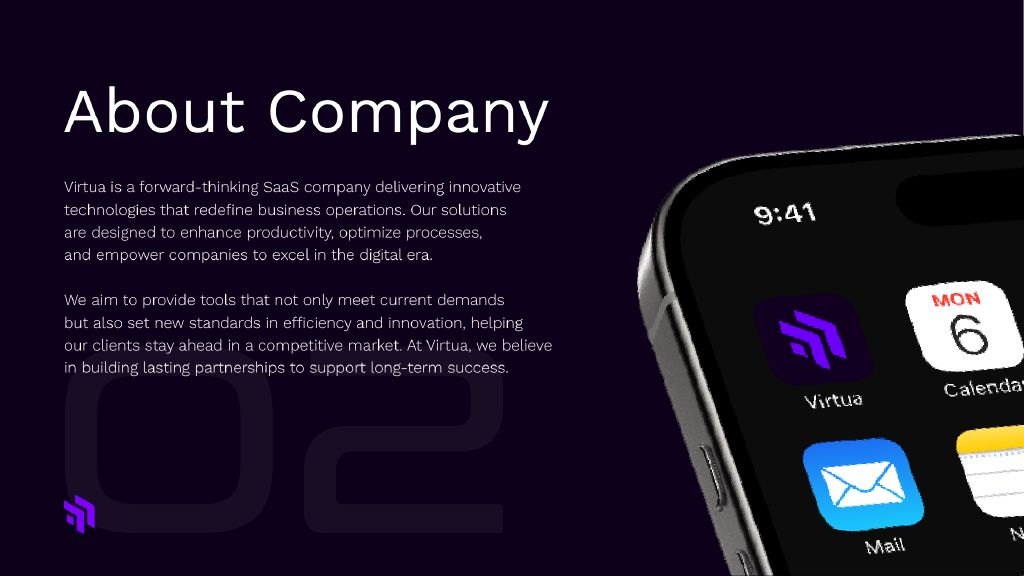 About Company
Virtua is a forward-thinking SaaS company delivering innovative
technologies that redefine business operations. Our solutions
are designed to enhance productivity, optimize processes,
and empower companies to excel in the digital era.
We aim to provide tools that not only meet current demands
but also set new standards in efficiency and innovation, helping
our clients stay ahead in a competitive market. At Virtua, we believe
in building lasting partnerships to support long-term success.
02
9:41
MON
6
Virtua
Calendar
Mail
N